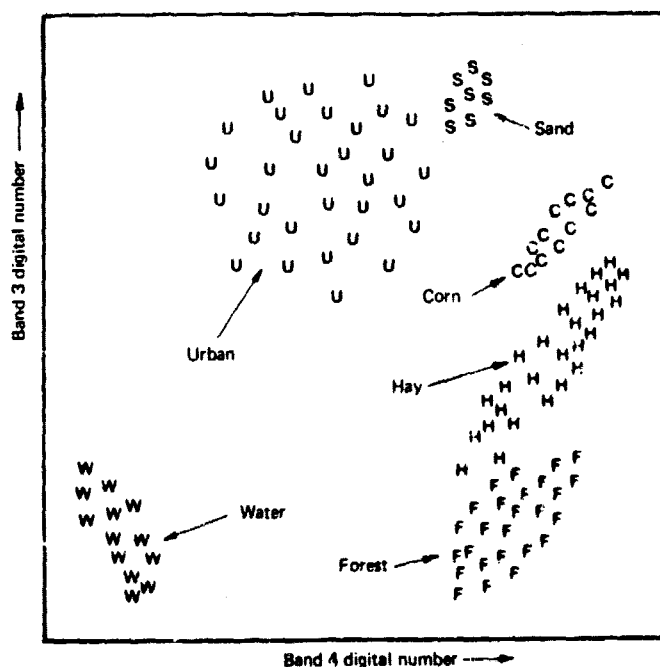 Band 3 digital number
Sand
Corn
Urban
Hay
Water
Forest
Band 4 digital number